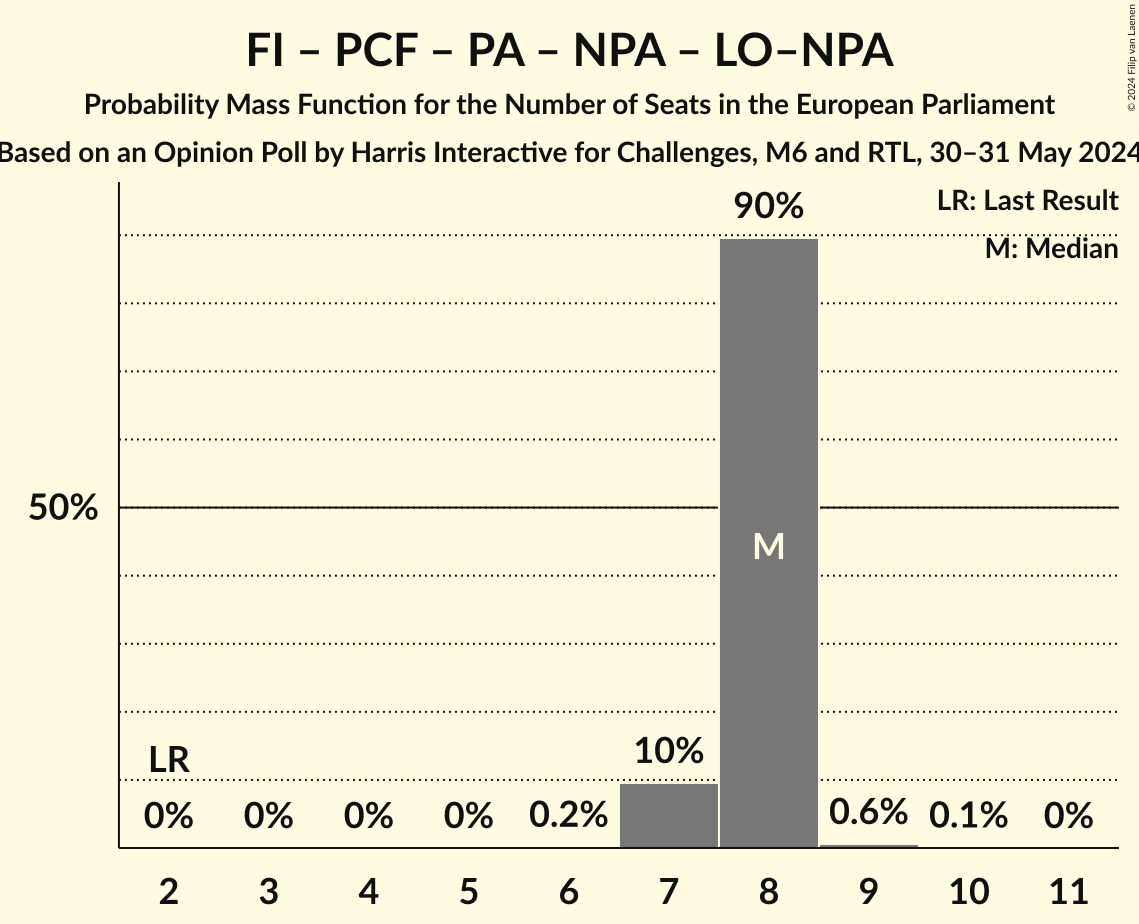 FI – PCF – PA – NPA – LO–NPA
Probability Mass Function for the Number of Seats in the European Parliament
Based on an Opinion Poll by Harris Interactive for Challenges, M6 and RTL, 30–31 May 2024
© 2024 Filip van Laenen
LR: Last Result
M: Median
90%
50%
M
LR
10%
0% 0% 0% 0% 0.2% 0.6% 0.1% 0%
2 3 4 5 6 7 8 9 10 11